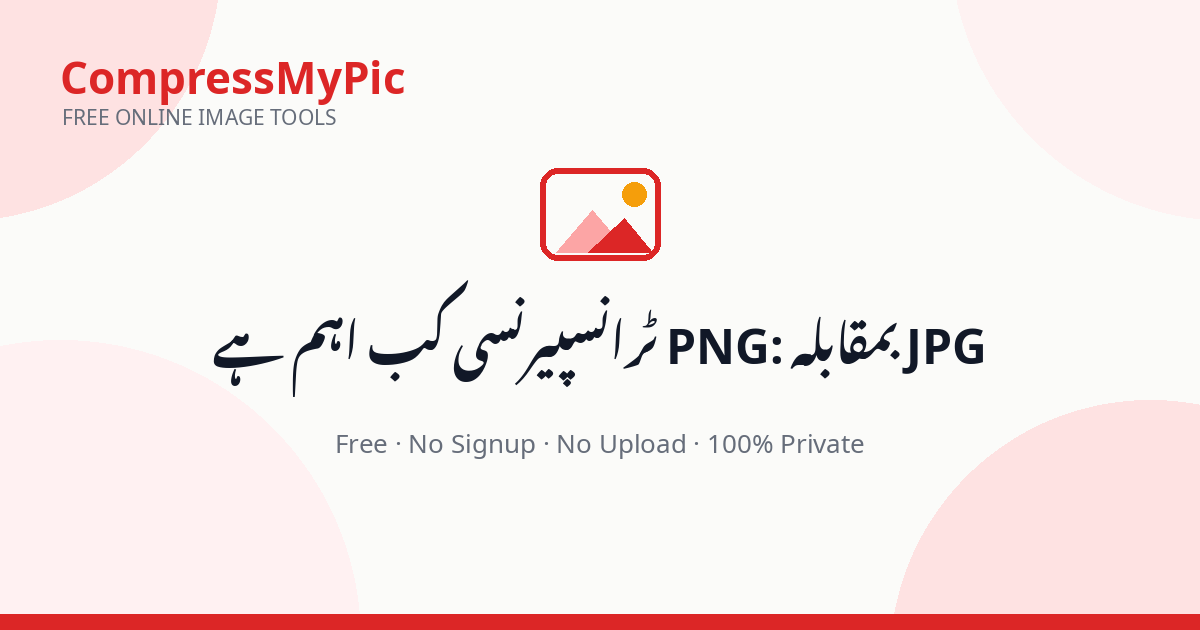 CompressMyPic
FREE ONLINE IMAGE TOOLS
JPG بمقابلہ PNG: ٹرانسپیرنسی کب اہم ہے
Free · No Signup · No Upload · 100% Private